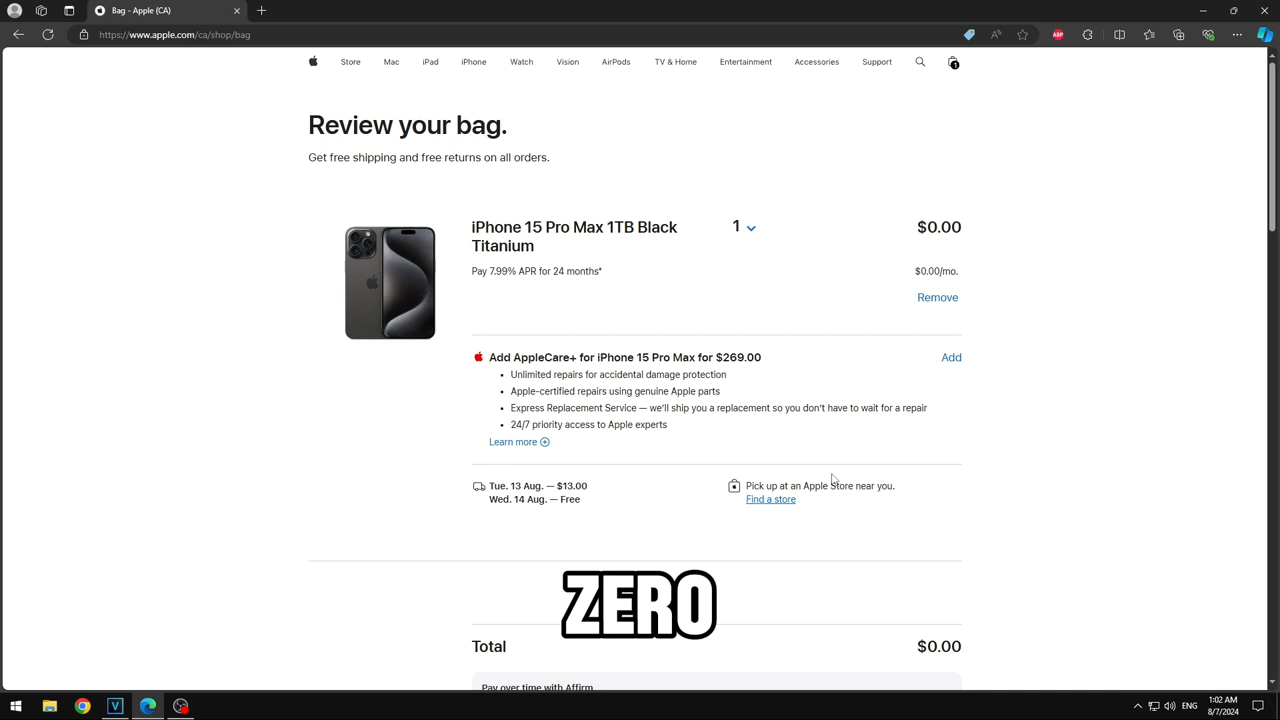 Bag - Apple (CA)
https://www.apple.com/ca/shop/bag
ABP
Store Mac iPad iPhone Watch Vision AirPods TV & Home Entertainment Accessories Support
1
Review your bag.
Get free shipping and free returns on all orders.
iPhone 15 Pro Max 1TB Black 1 $0.00
Titanium
Pay 7.99% APR for 24 months* $0.00/mo.
Remove
Add AppleCare+ for iPhone 15 Pro Max for $269.00 Add
• Unlimited repairs for accidental damage protection
• Apple-certified repairs using genuine Apple parts
• Express Replacement Service — we'll ship you a replacement so you don't have to wait for a repair
• 24/7 priority access to Apple experts
Learn more
Tue. 13 Aug. — $13.00 Pick up at an Apple Store near you.
Wed. 14 Aug. — Free Find a store
ZERO
Total $0.00
Pay over time with Affirm
V
ENG
1:02 AM
8/7/2024